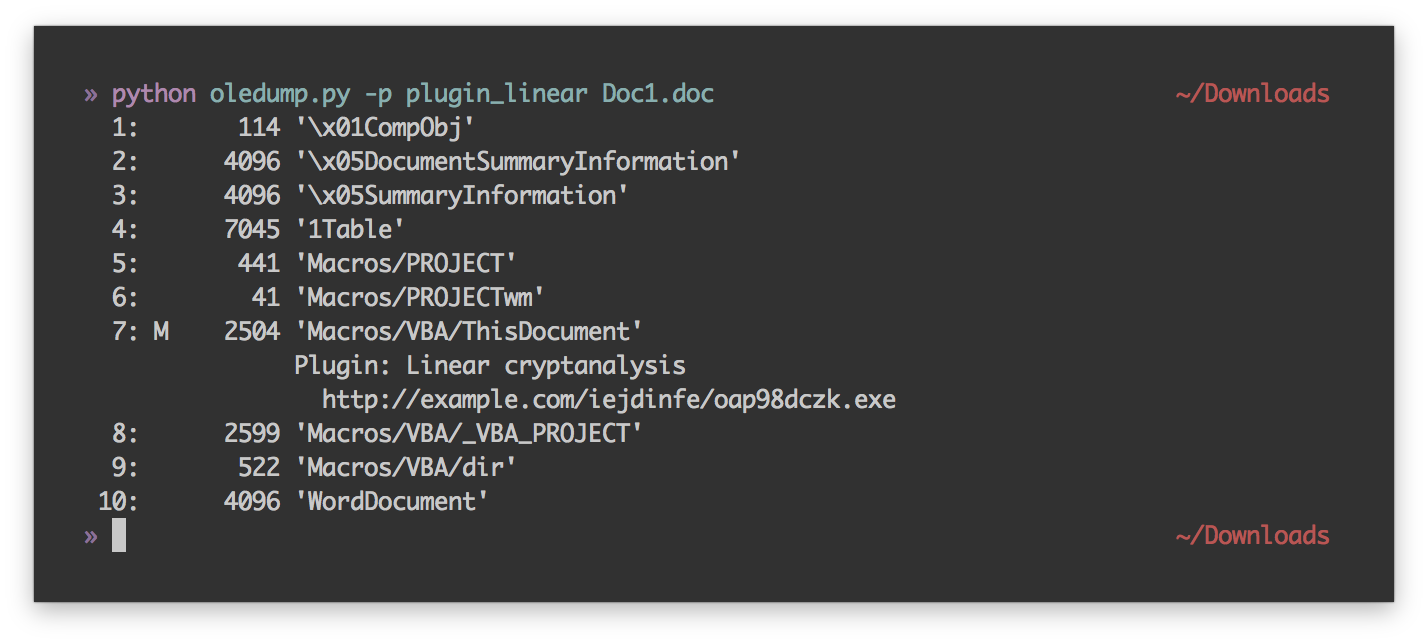 » python oledump.py -p plugin_linear Doc1.doc ~/Downloads
1: 114 '\x01CompObj'
2: 4096 '\x05DocumentSummaryInformation'
3: 4096 '\x05SummaryInformation'
4: 7045 '1Table'
5: 441 'Macros/PROJECT'
6: 41 'Macros/PROJECTwm'
7: M 2504 'Macros/VBA/ThisDocument'
Plugin: Linear cryptanalysis
http://example.com/iejdinfe/oap98dczk.exe
8: 2599 'Macros/VBA/_VBA_PROJECT'
9: 522 'Macros/VBA/dir'
10: 4096 'WordDocument'
» ~/Downloads